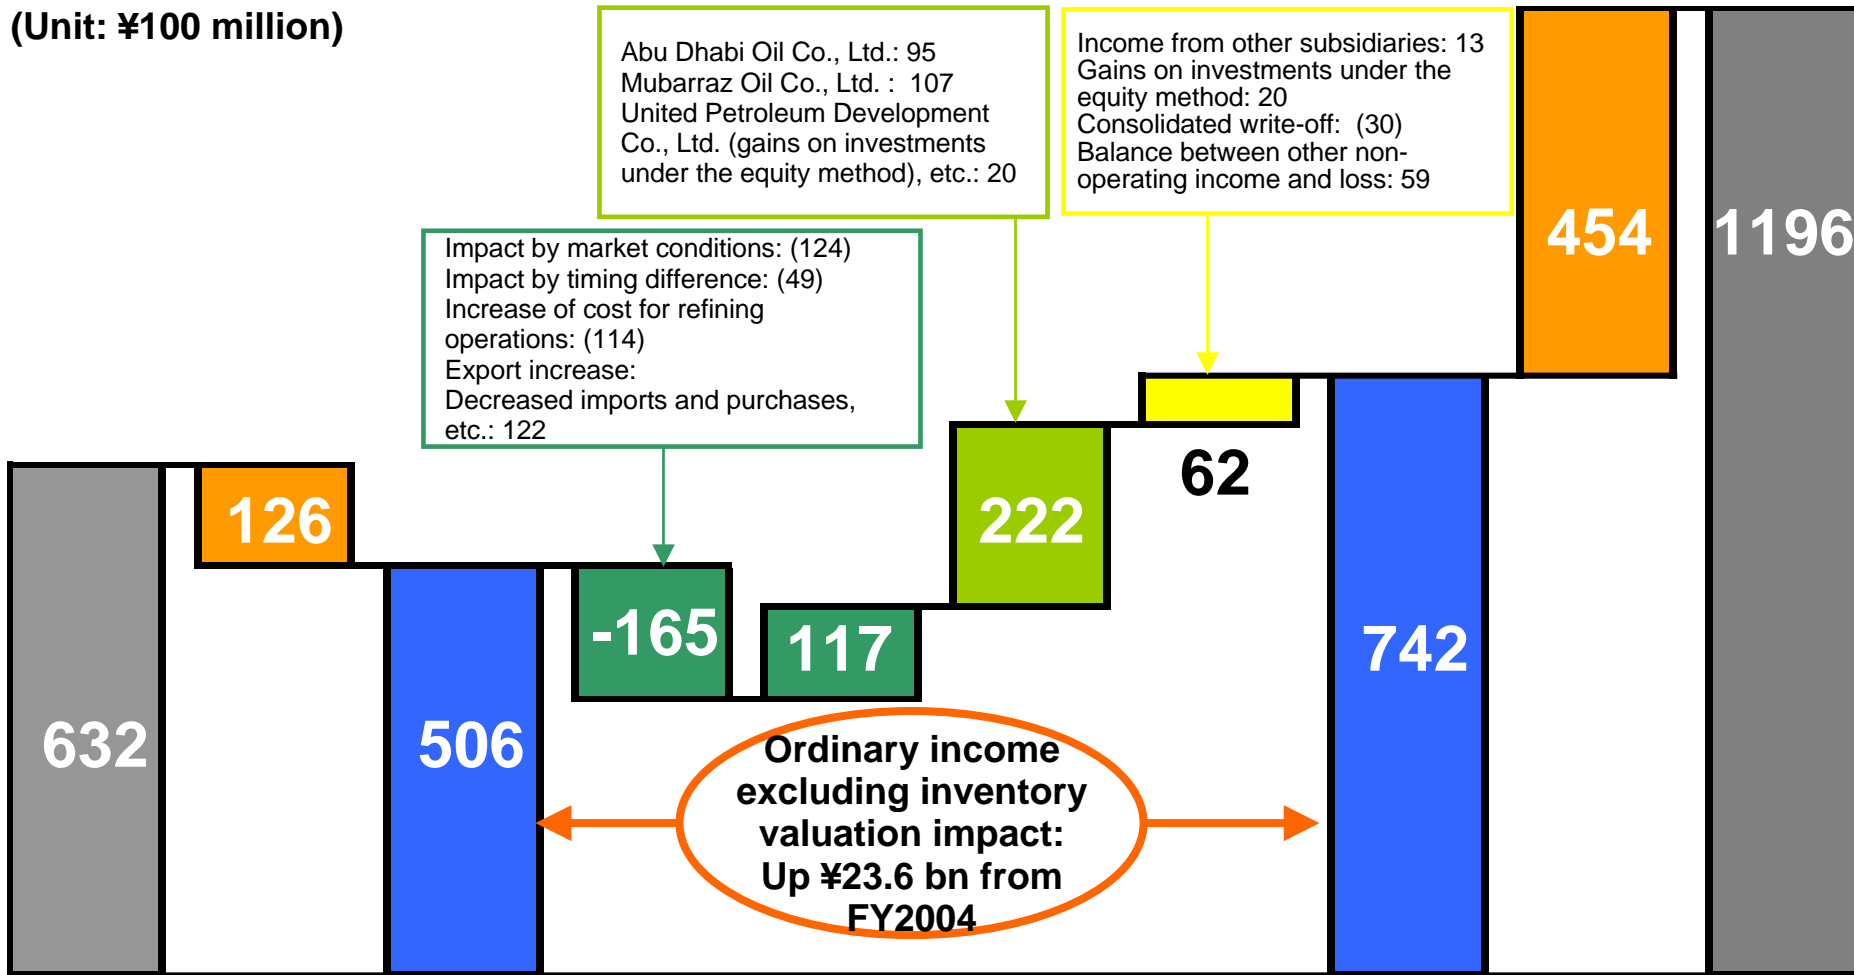 (Unit: ¥100 million)
Abu Dhabi Oil Co., Ltd.: 95
Mubarraz Oil Co., Ltd. :  107
United Petroleum Development
Co., Ltd. (gains on investments
under the equity method), etc.: 20
Income from other subsidiaries: 13
Gains on investments under the
equity method: 20
Consolidated write-off:  (30)
Balance between other non-
operating income and loss: 59
Impact by market conditions: (124)
Impact by timing difference: (49)
Increase of cost for refining
operations: (114)
Export increase:
Decreased imports and purchases,
etc.: 122
632
126
506
-165
117
222
62
742
454
1196
Ordinary income
excluding inventory
valuation impact:
Up ¥23.6 bn from
FY2004